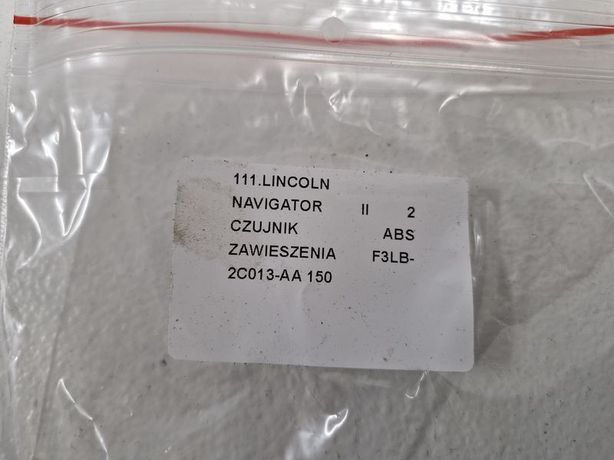 111.LINCOLN
NAVIGATOR II 2
CZUJNIK ABS
ZAWIESZENIA F3LB-
2C013-AA 150